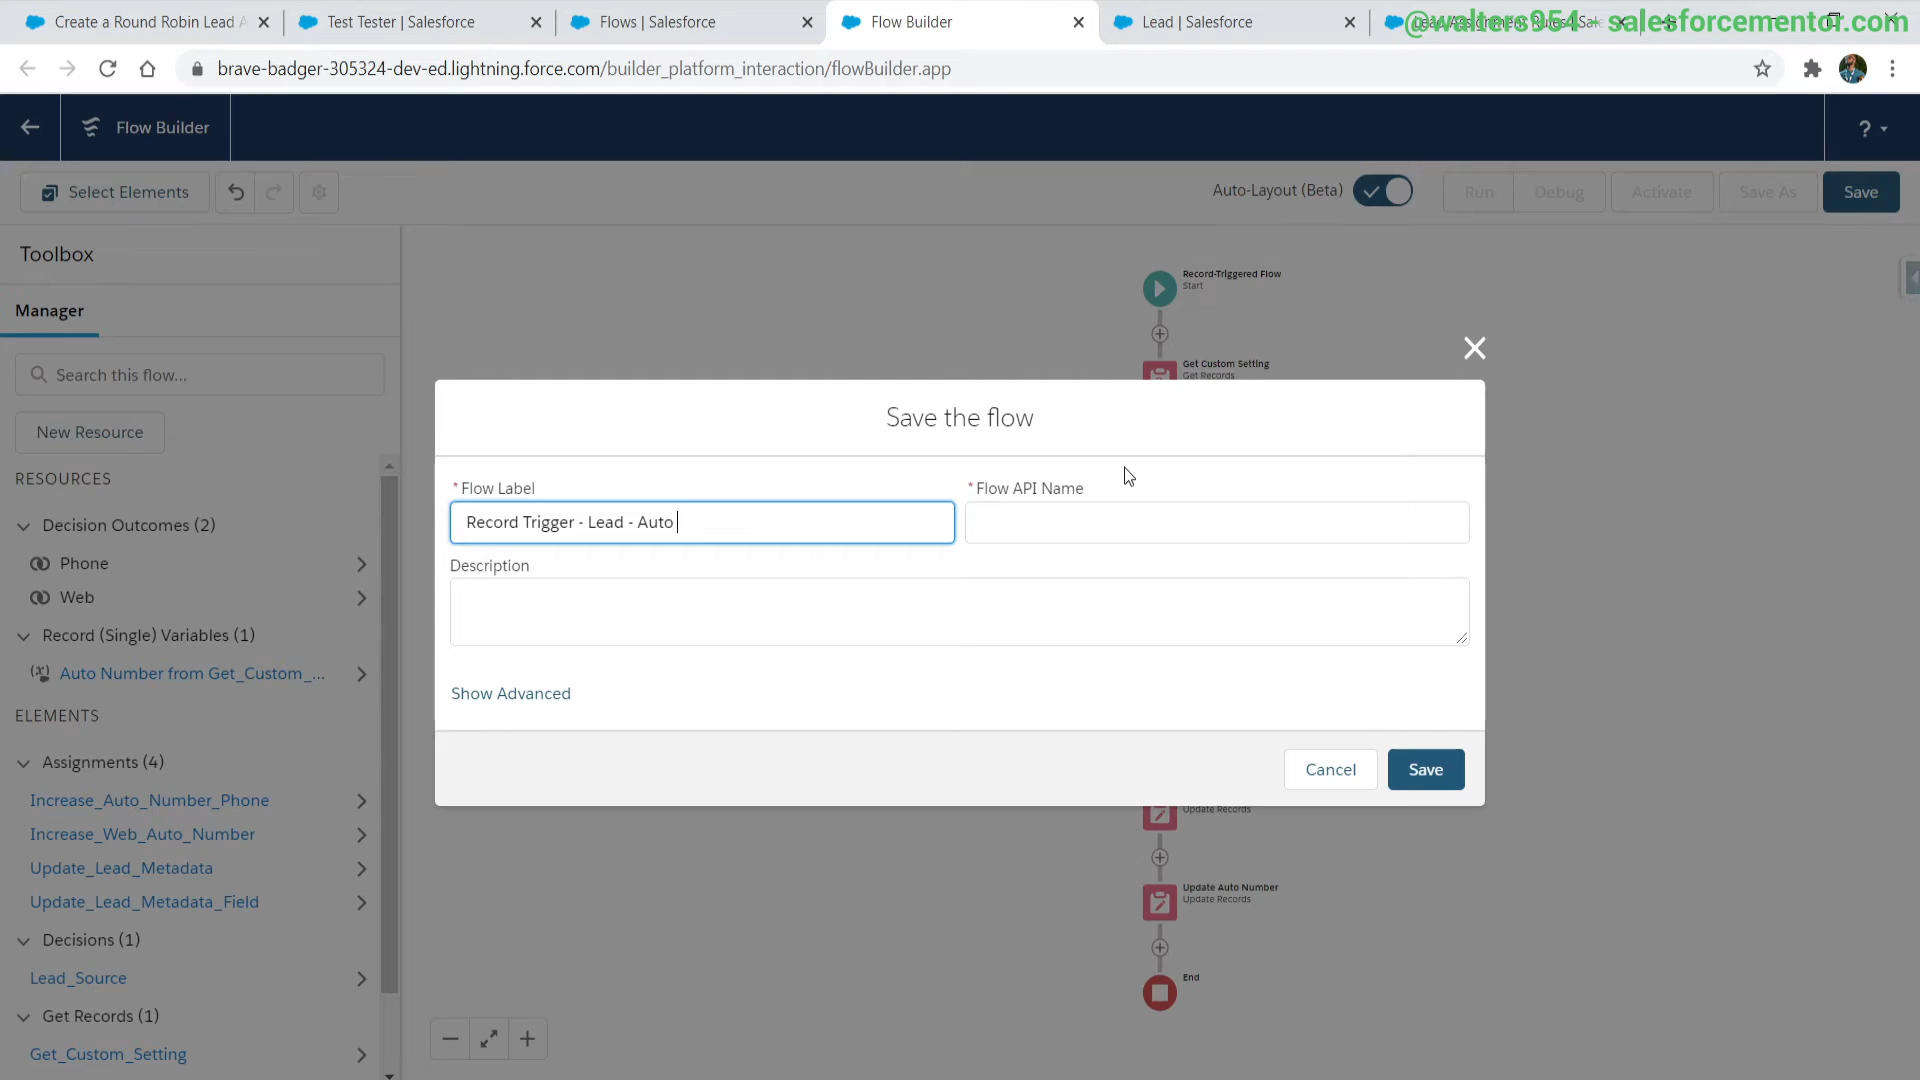 Create a Round Robin Lead A
Test Tester | Salesforce
Flows | Salesforce
Flow Builder
Lead | Salesforce
Lead Assignment Rules | Sale
@walters954 - salesforcementor.com
brave-badger-305324-dev-ed.lightning.force.com/builder_platform_interaction/flowBuilder.app
Flow Builder
?
Select Elements
Auto-Layout (Beta)
Run
Debug
Activate
Save As
Save
Toolbox
Manager
Search this flow...
New Resource
RESOURCES
Decision Outcomes (2)
Phone
Web
Record (Single) Variables (1)
Auto Number from Get_Custom_...
ELEMENTS
Assignments (4)
Increase_Auto_Number_Phone
Increase_Web_Auto_Number
Update_Lead_Metadata
Update_Lead_Metadata_Field
Decisions (1)
Lead_Source
Get Records (1)
Get_Custom_Setting
Record-Triggered Flow
Start
Get Custom Setting
Get Records
Save the flow
*Flow Label
*Flow API Name
Record Trigger - Lead - Auto
Description
Show Advanced
Cancel
Save
Update Records
Update Auto Number
Update Records
End